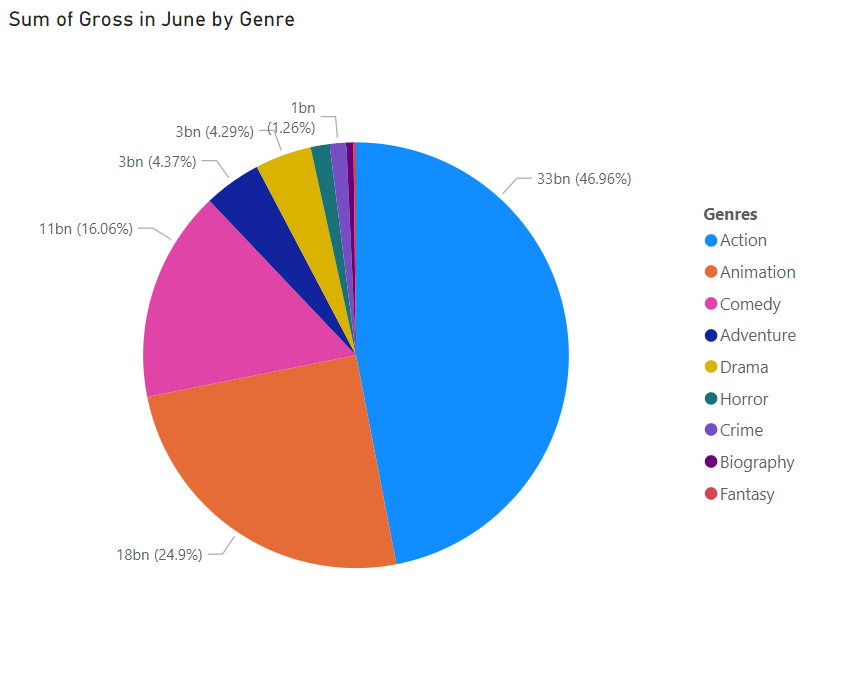 Sum of Gross in June by Genre
1bn
(1.26%)
3bn (4.29%)
3bn (4.37%)
33bn (46.96%)
11bn (16.06%)
18bn (24.9%)
Genres
Action
Animation
Comedy
Adventure
Drama
Horror
Crime
Biography
Fantasy